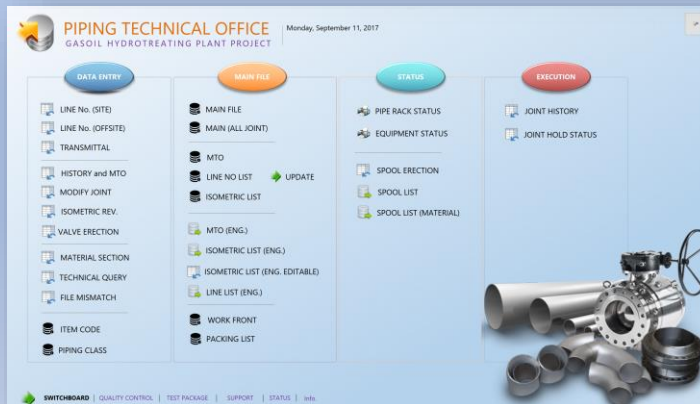 PIPING TECHNICAL OFFICE
GASOIL HYDROTREATING PLANT PROJECT
Monday, September 11, 2017
DATA ENTRY
LINE No. (SITE)
LINE No. (OFFSITE)
TRANSMITTAL
HISTORY and MTO
MODIFY JOINT
ISOMETRIC REV.
VALVE ERECTION
MATERIAL SECTION
TECHNICAL QUERY
FILE MISMATCH
ITEM CODE
PIPING CLASS
MAIN FILE
MAIN FILE
MAIN (ALL JOINT)
MTO
LINE NO LIST
UPDATE
ISOMETRIC LIST
MTO (ENG.)
ISOMETRIC LIST (ENG.)
ISOMETRIC LIST (ENG. EDITABLE)
LINE LIST (ENG.)
WORK FRONT
PACKING LIST
STATUS
PIPE RACK STATUS
EQUIPMENT STATUS
SPOOL ERECTION
SPOOL LIST
SPOOL LIST (MATERIAL)
EXECUTION
JOINT HISTORY
JOINT HOLD STATUS
SWITCHBOARD | QUALITY CONTROL | TEST PACKAGE | SUPPORT | STATUS | Info.